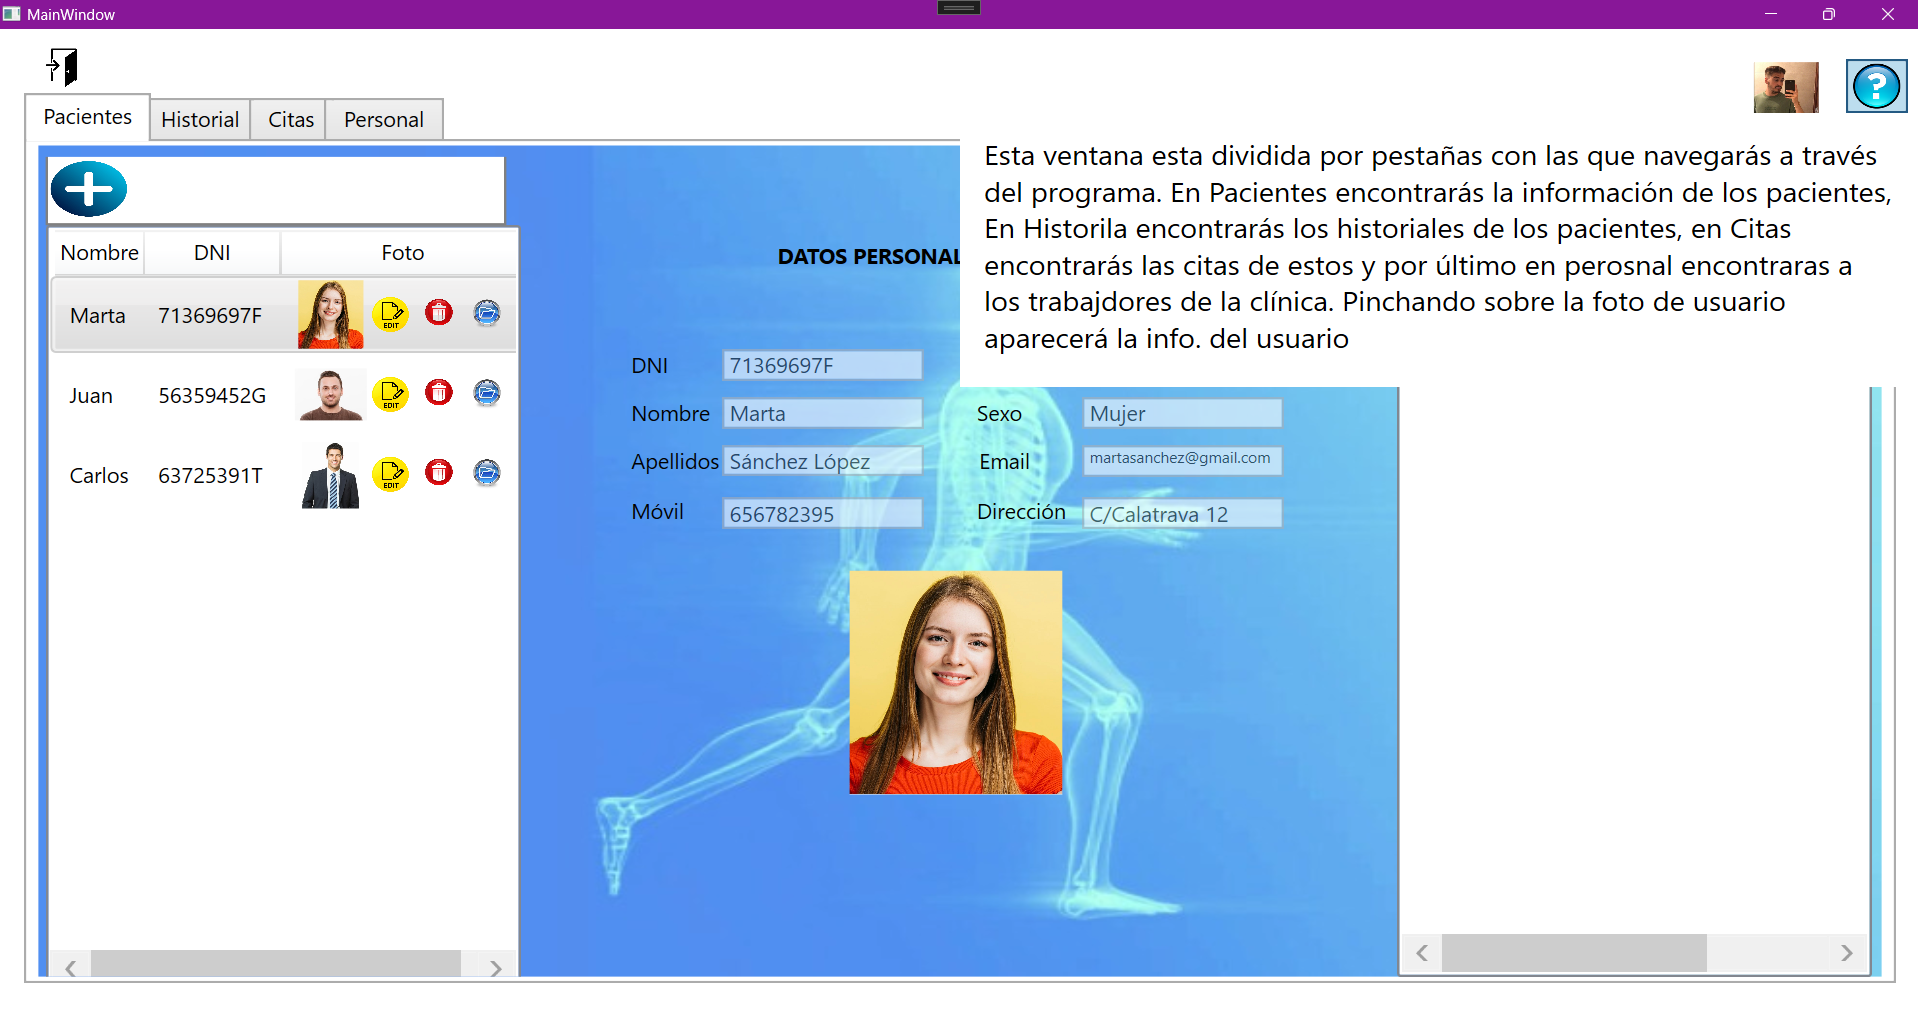 MainWindow
Pacientes
Historial
Citas
Personal
Esta ventana esta dividida por pestañas con las que navegarás a través
del programa. En Pacientes encontrarás la información de los pacientes,
En Historila encontrarás los historiales de los pacientes, en Citas
encontrarás las citas de estos y por último en perosnal encontraras a
los trabajdores de la clínica. Pinchando sobre la foto de usuario
aparecerá la info. del usuario
Nombre DNI Foto
Marta 71369697F EDIT
Juan 56359452G EDIT
Carlos 63725391T EDIT
DATOS PERSONAL
DNI 71369697F
Nombre Marta Sexo Mujer
Apellidos Sánchez López Email martasanchez@gmail.com
Móvil 656782395 Dirección C/Calatrava 12